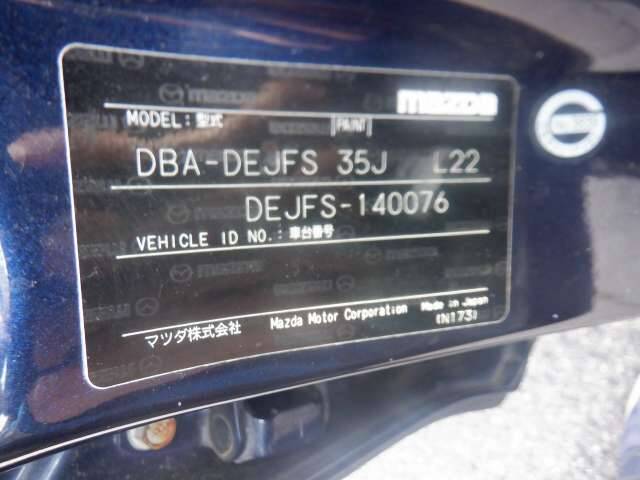 mazda
MODEL: 型式 [PAINT]
DBA-DEJFS 35J L22
DEJFS-140076
VEHICLE ID NO.: 車台番号
マツダ株式会社 Mazda Motor Corporation Made in Japan
(N173)